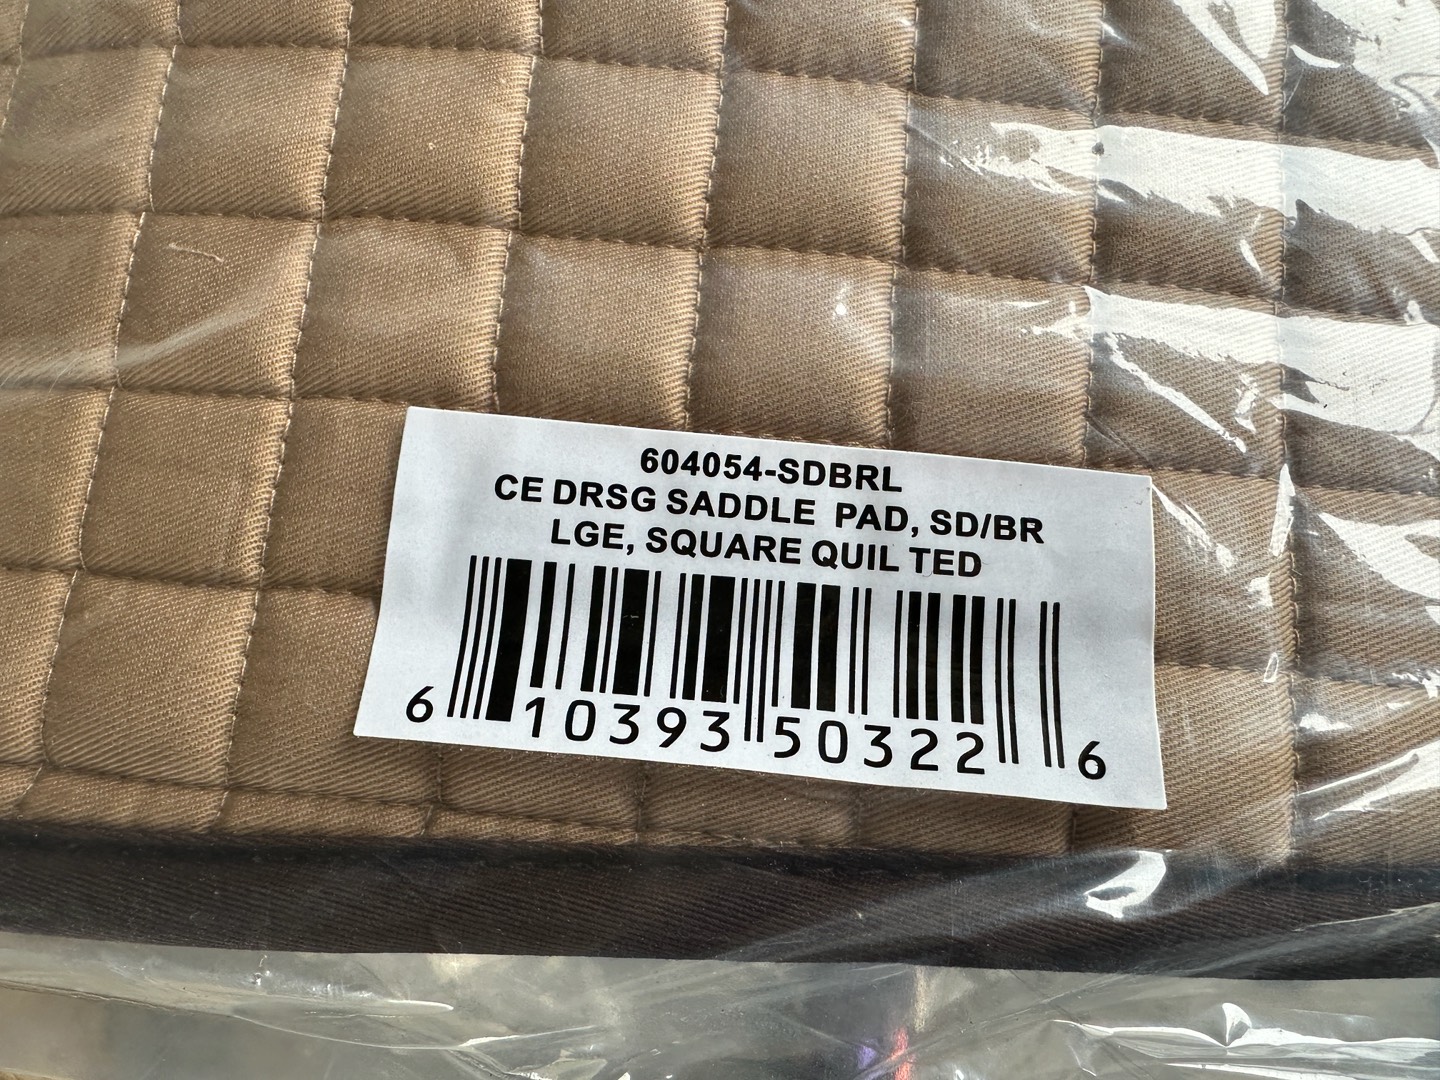 604054-SDBRL
CE DRSG SADDLE PAD, SD/BR
LGE, SQUARE QUIL TED
6 10393 50322 6